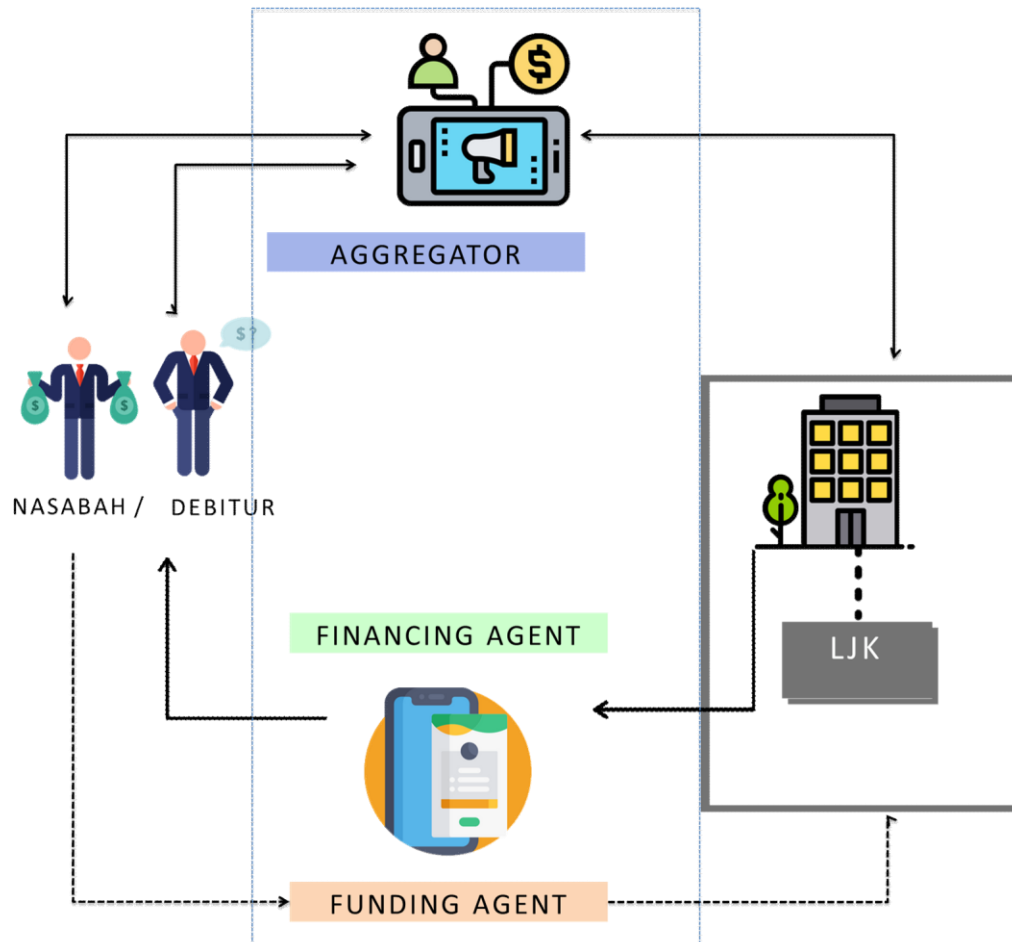 $
AGGREGATOR
$?
$ $
NASABAH / DEBITUR
FINANCING AGENT
LJK
FUNDING AGENT